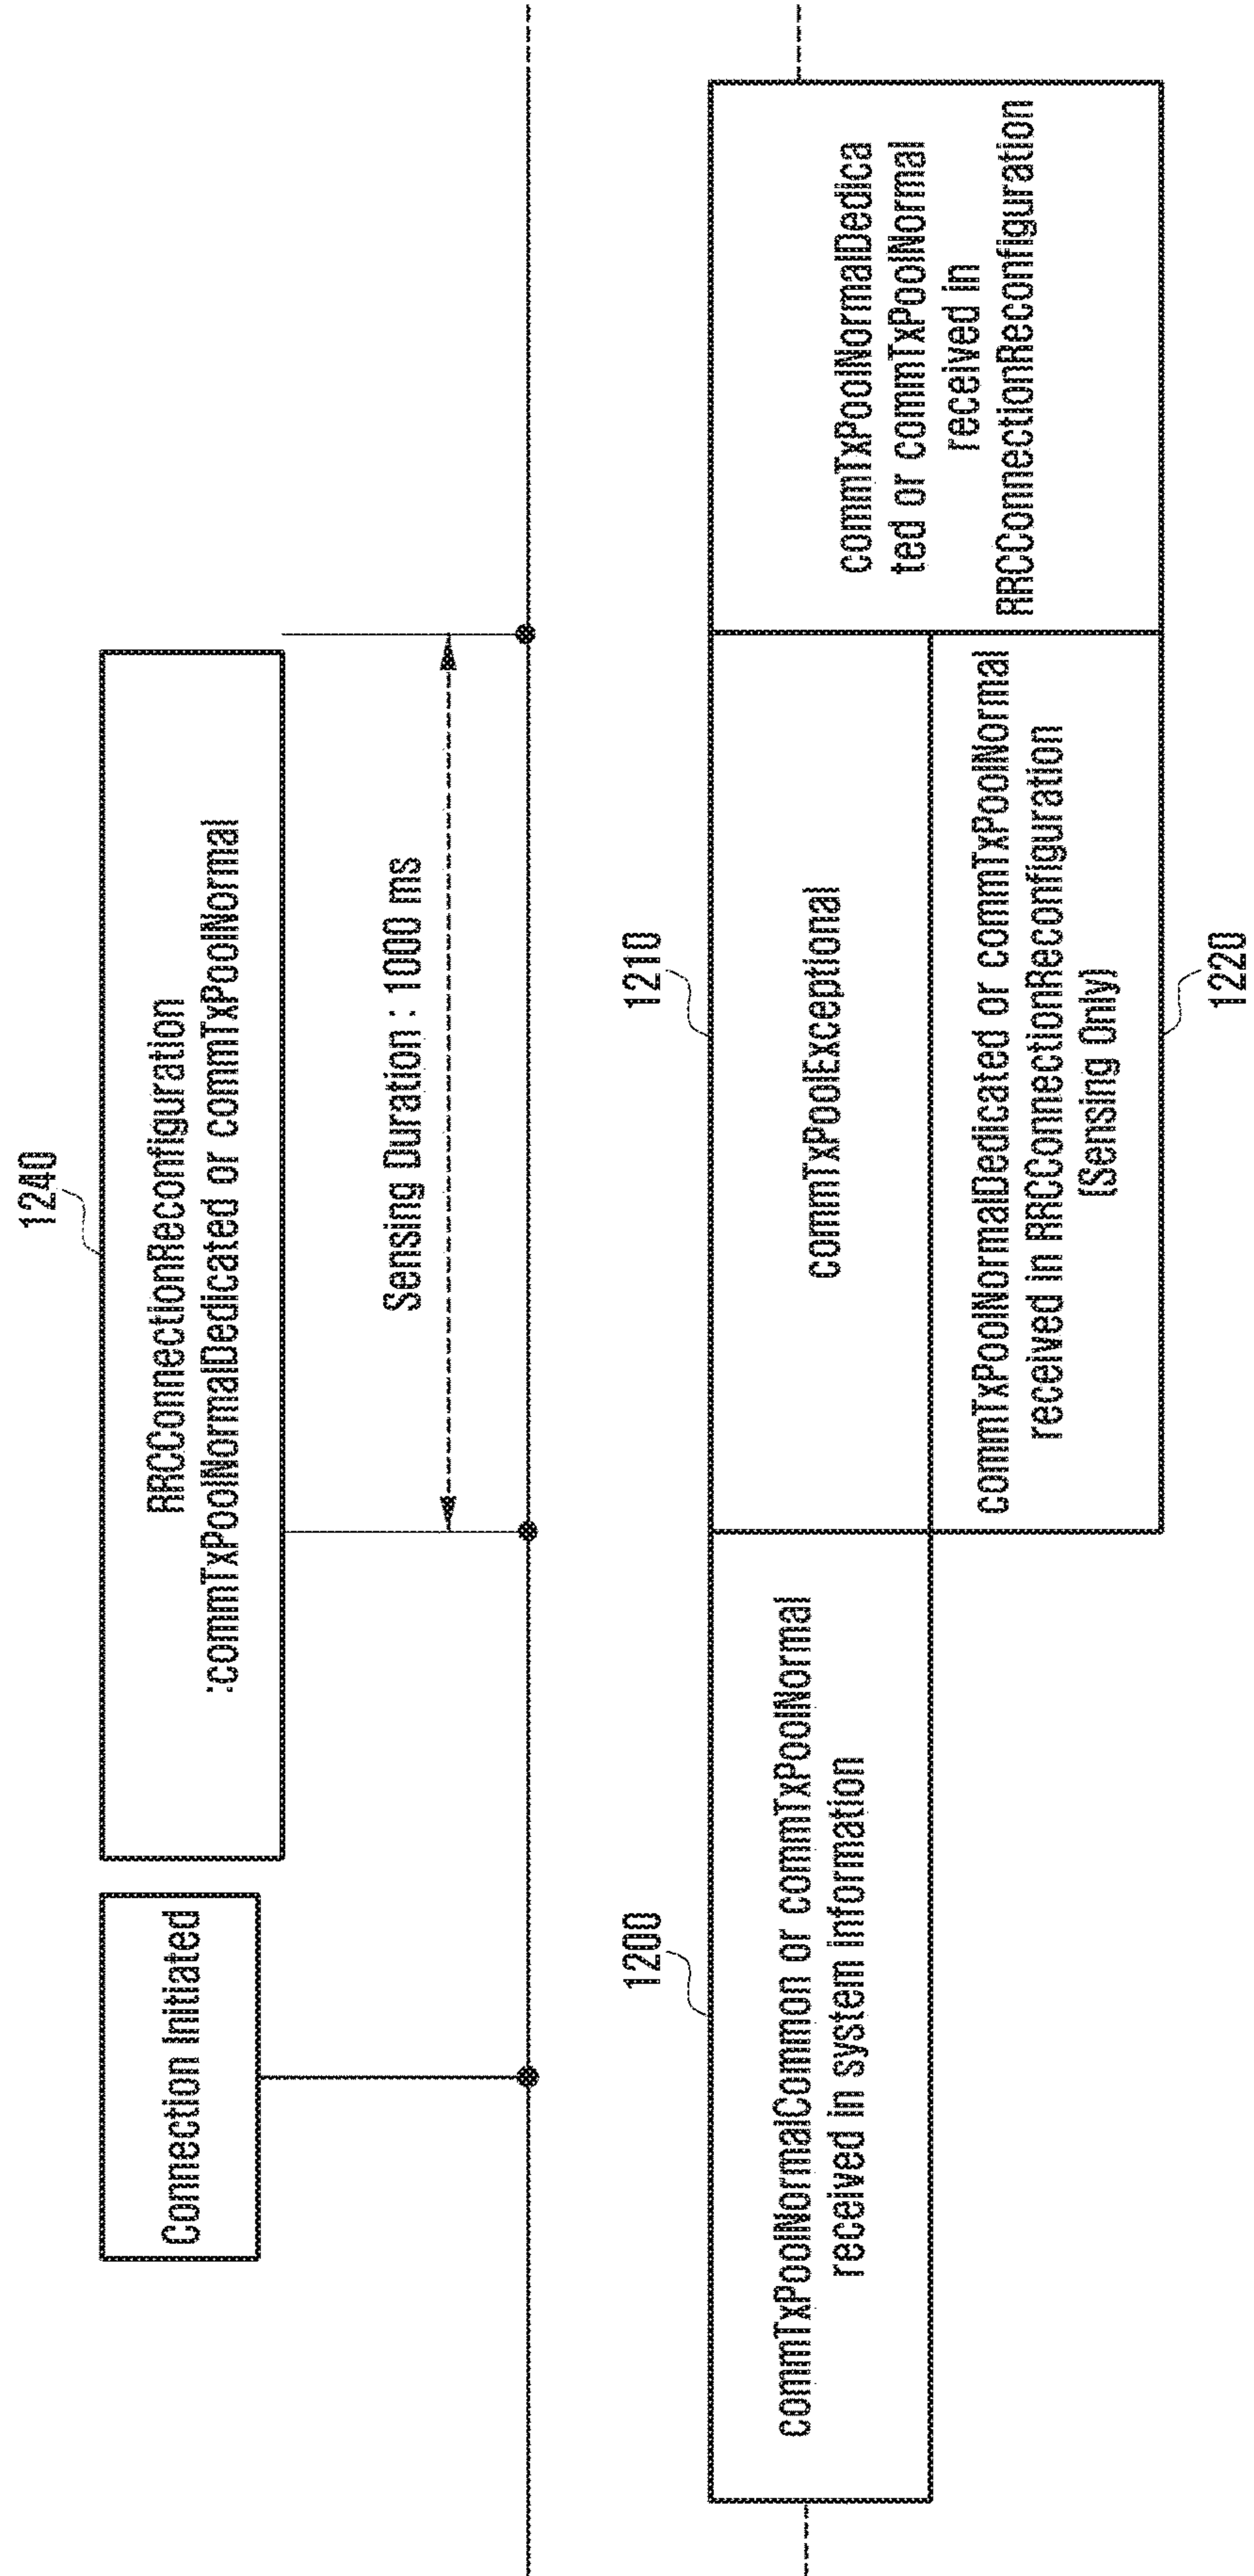 Connection Initiated
1240
RRCConnectionReconfiguration
:commTxPoolNormalDedicated or commTxPoolNormal
Sensing Duration : 1000 ms
1200
commTxPoolNormalCommon or commTxPoolNormal
received in system information
1210
commTxPoolExceptional
commTxPoolNormalDedicated or commTxPoolNormal
received in RRCConnectionReconfiguration
(Sensing Only)
1220
commTxPoolNormalDedica
ted or commTxPoolNormal
received in
RRCConnectionReconfiguration